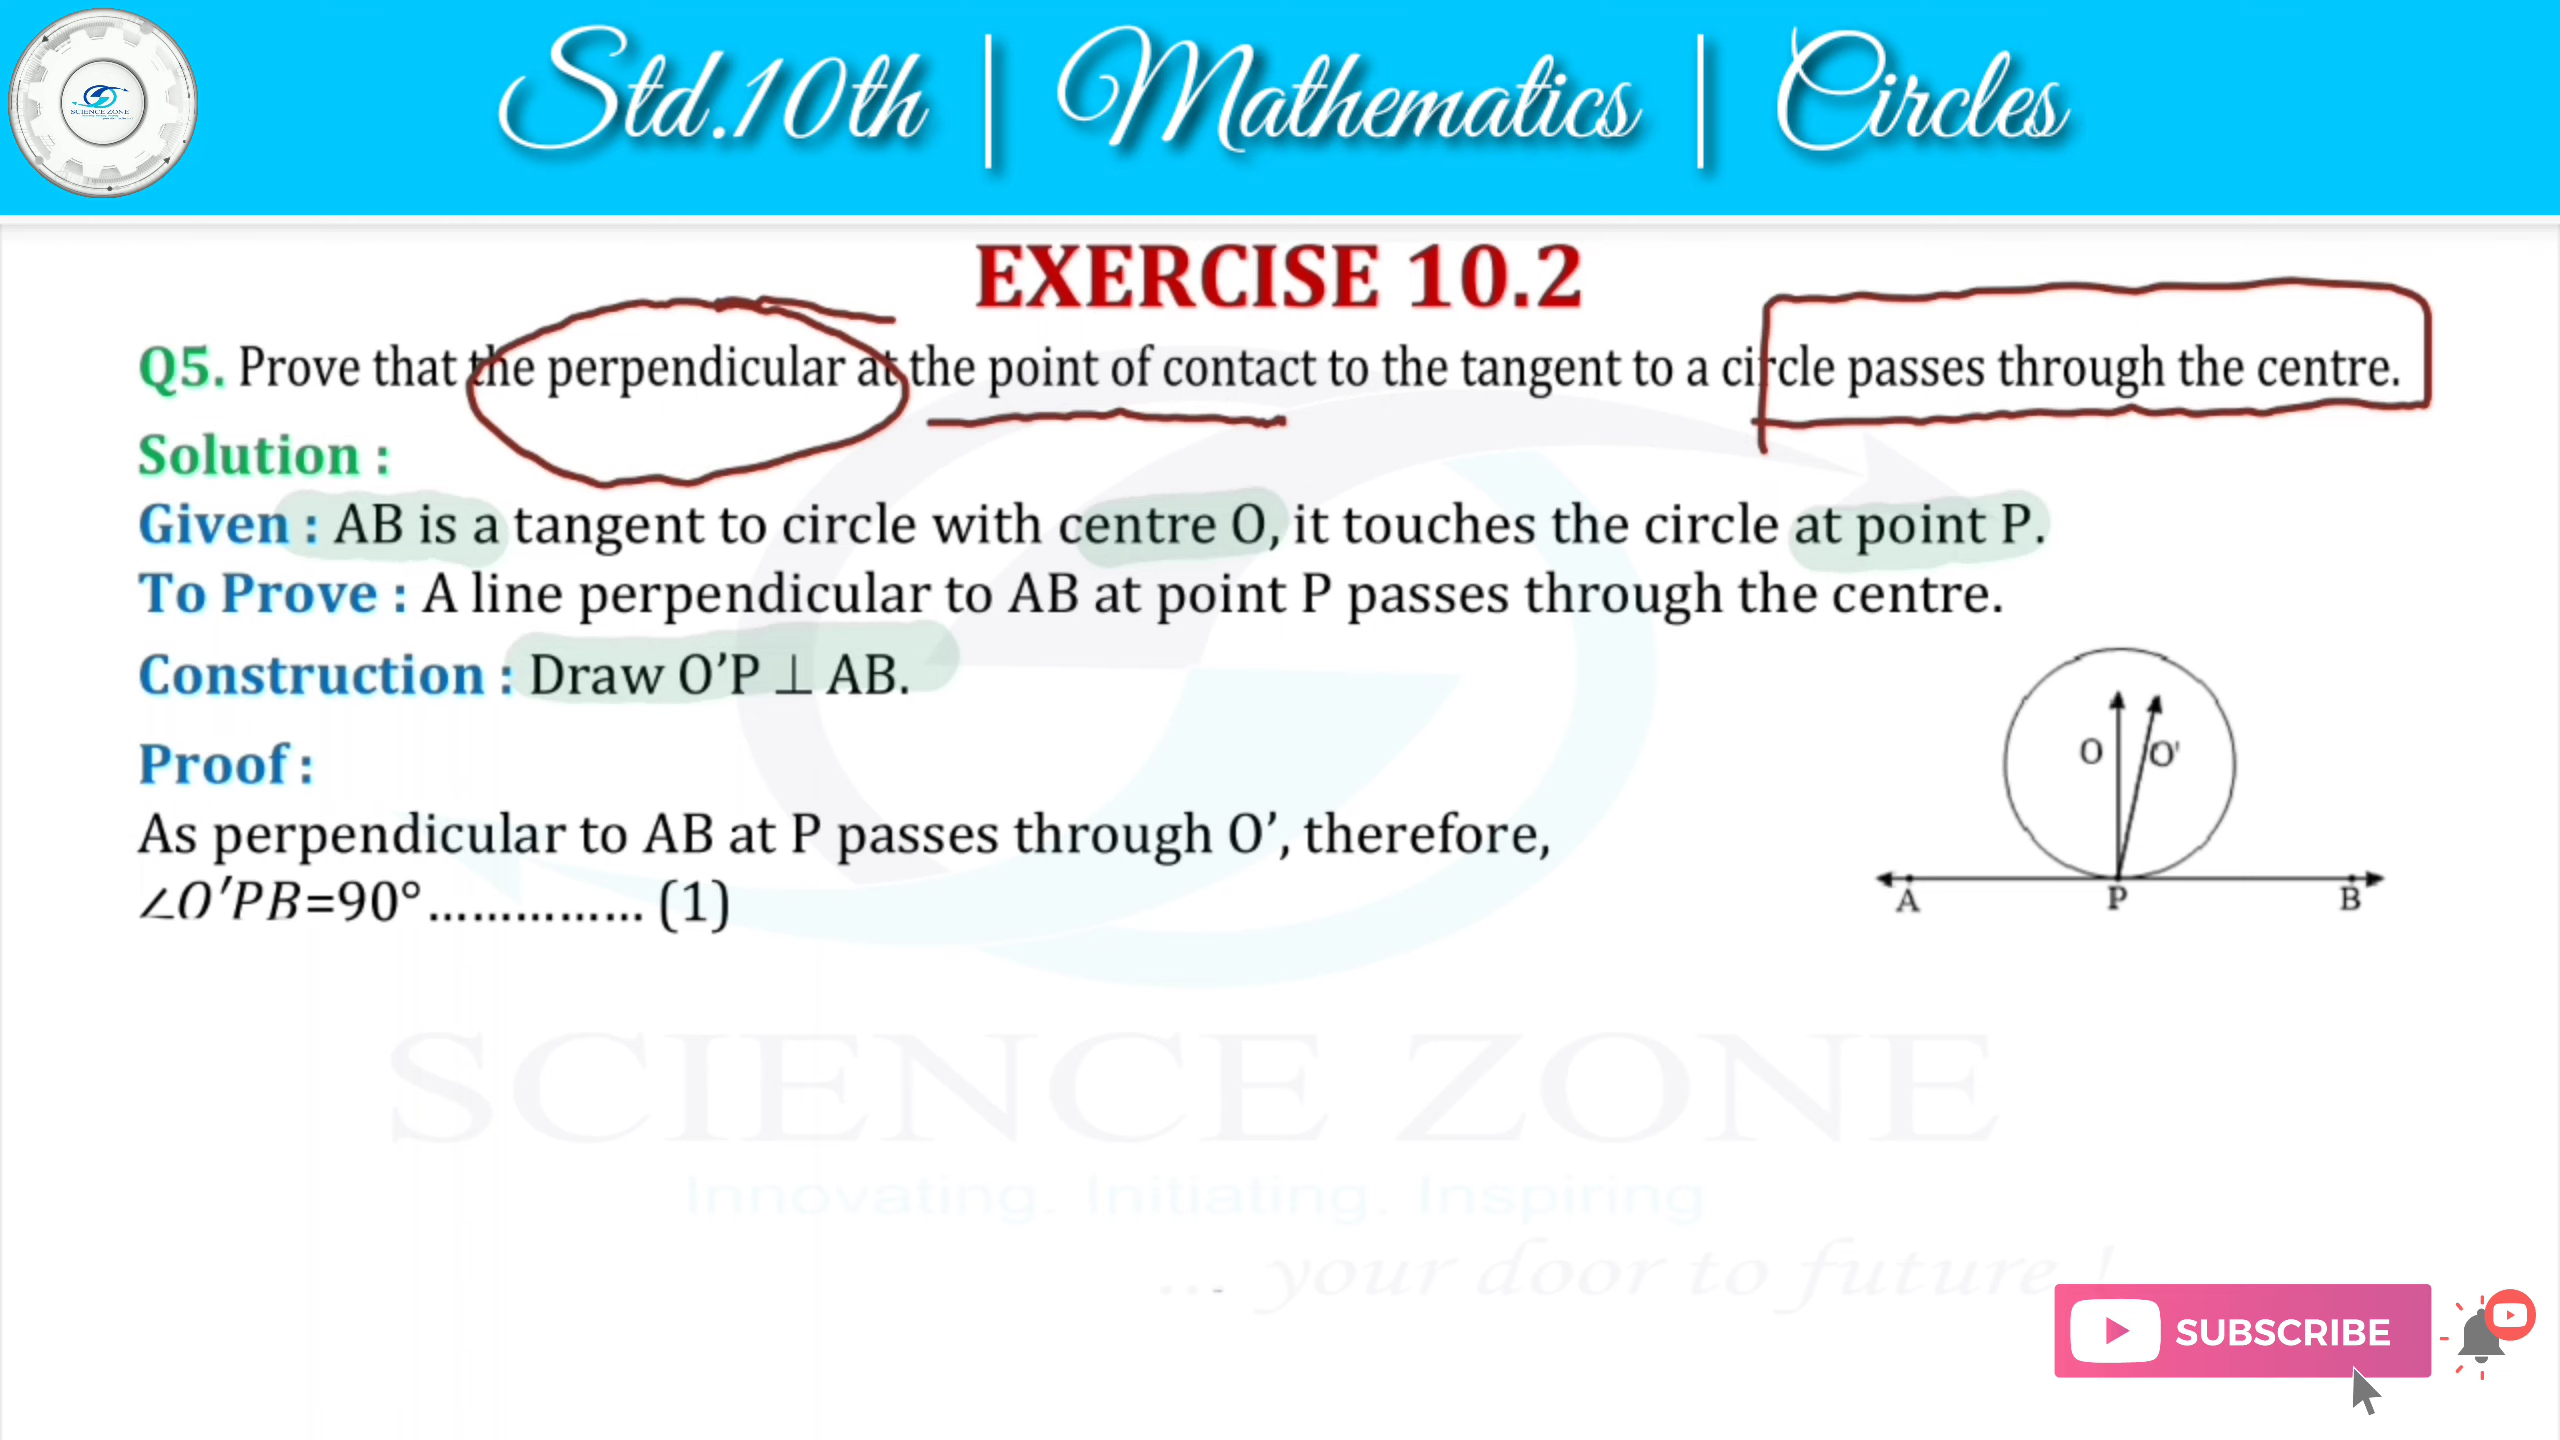 SCIENCE ZONE
Std.10th | Mathematics | Circles
EXERCISE 10.2
Q5. Prove that the perpendicular at the point of contact to the tangent to a circle passes through the centre.
Solution :
Given : AB is a tangent to circle with centre O, it touches the circle at point P.
To Prove : A line perpendicular to AB at point P passes through the centre.
Construction : Draw O’P ⊥ AB.
Proof :
As perpendicular to AB at P passes through O’, therefore,
∠O′PB=90° ............... (1)
O O'
A P B
SCIENCE ZONE
Innovating. Initiating. Inspiring
... your door to future !
SUBSCRIBE